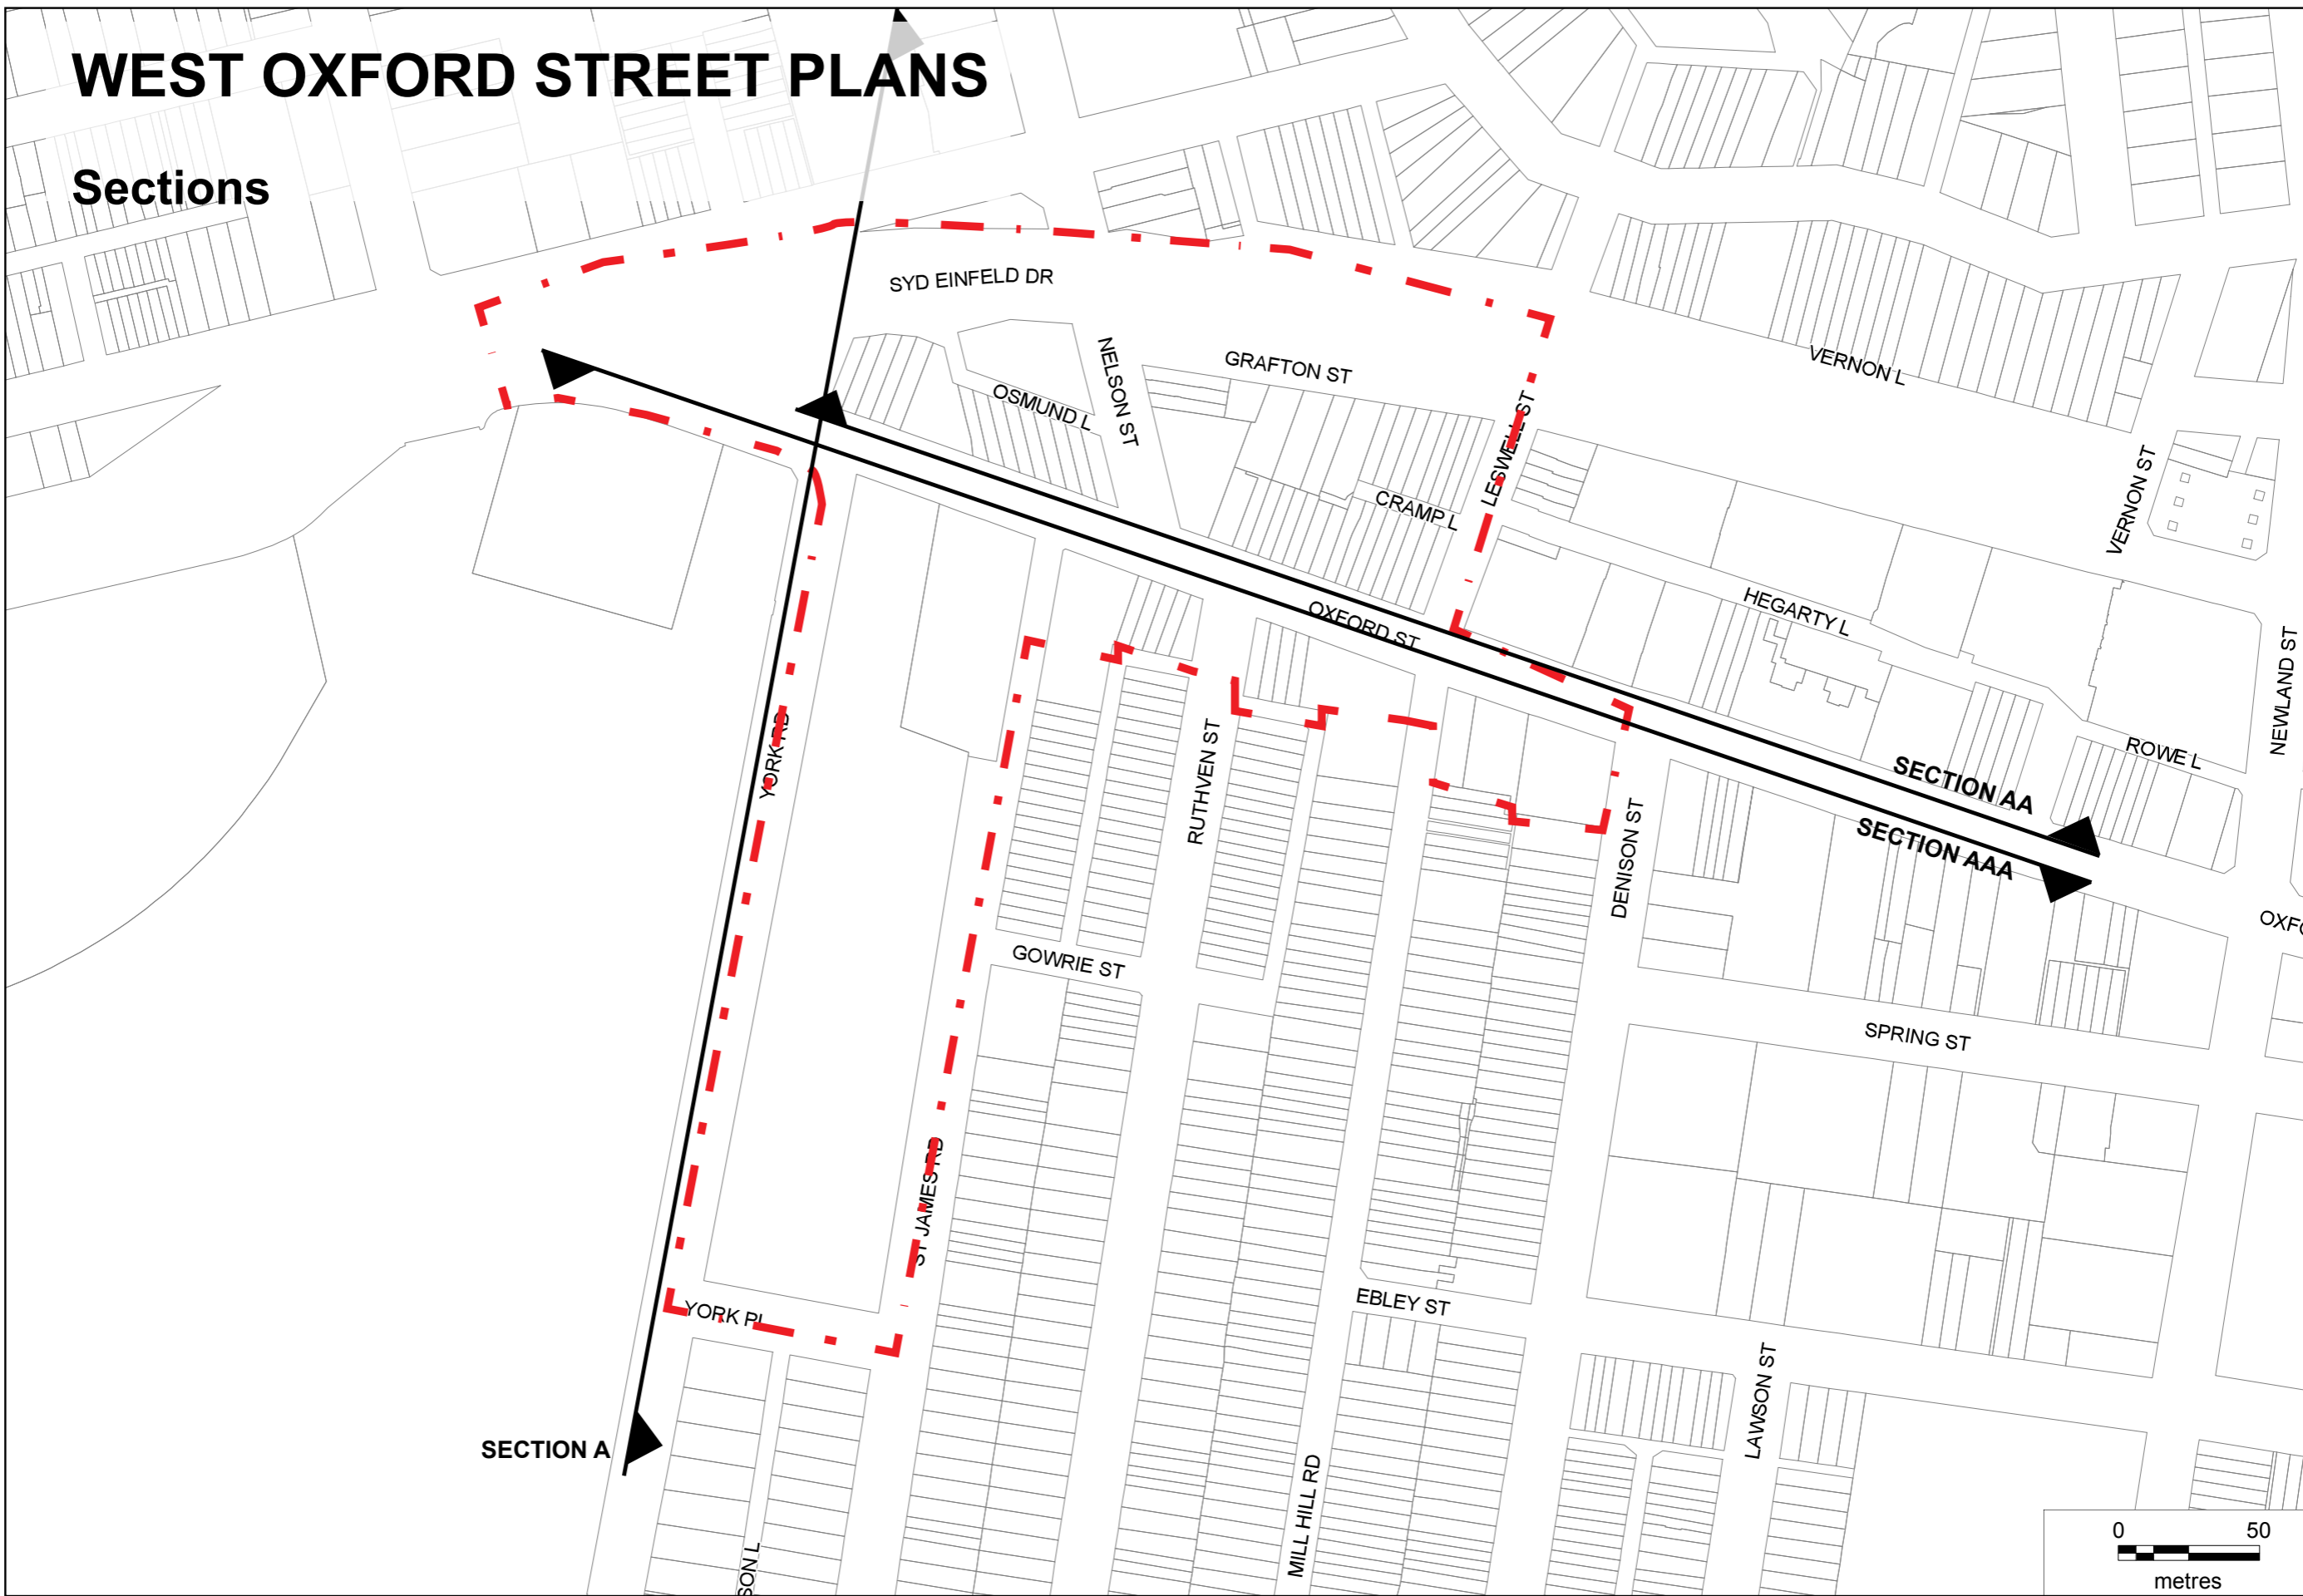 WEST OXFORD STREET PLANS
Sections
SYD EINFELD DR
NELSON ST
GRAFTON ST
OSMUND L
VERNON L
LESWELL ST
CRAMP L
VERNON ST
OXFORD ST
HEGARTY L
NEWLAND ST
YORK RD
RUTHVEN ST
ROWE L
SECTION AA
SECTION AAA
DENISON ST
OXFO
GOWRIE ST
SPRING ST
ST JAMES RD
YORK PL
EBLEY ST
LAWSON ST
SECTION A
MILL HILL RD
SON L
0 50
metres